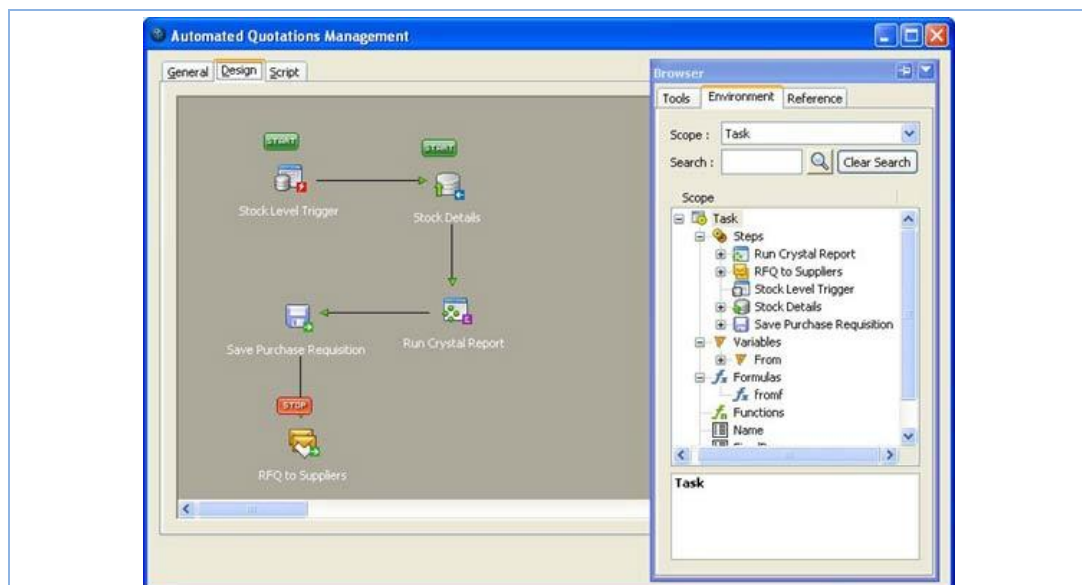 Automated Quotations Management
General Design Script
START
START
Stock Level Trigger
Stock Details
Save Purchase Requisition
Run Crystal Report
STOP
RFQ to Suppliers
Browser
Tools Environment Reference
Scope : Task
Search : Clear Search
Scope
Task
Steps
Run Crystal Report
RFQ to Suppliers
Stock Level Trigger
Stock Details
Save Purchase Requisition
Variables
From
Formulas
fromf
Functions
Name
Task